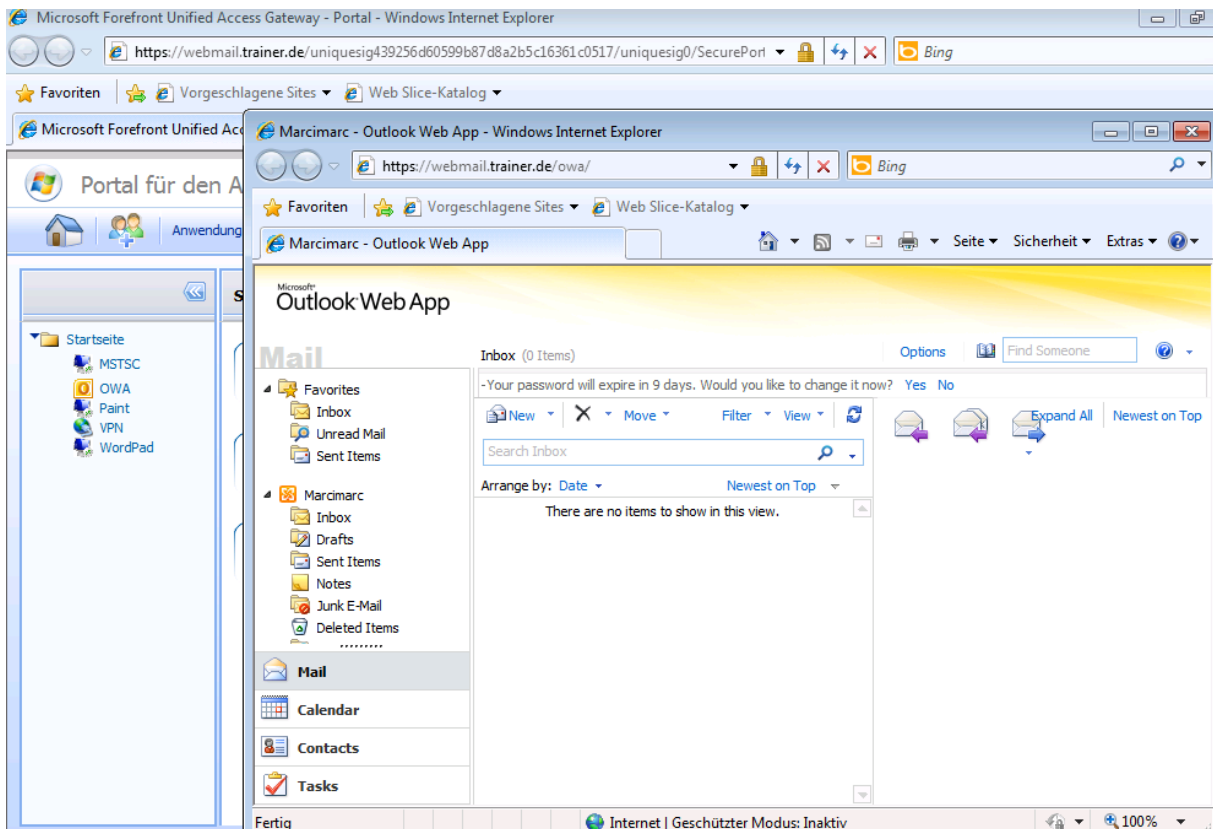 Microsoft Forefront Unified Access Gateway - Portal - Windows Internet Explorer
https://webmail.trainer.de/uniquesig439256d60599b87d8a2b5c16361c0517/uniquesig0/SecurePort
Bing
Favoriten
Vorgeschlagene Sites
Web Slice-Katalog
Microsoft Forefront Unified Acc
Portal für den A
Anwendung
Startseite
MSTSC
OWA
Paint
VPN
WordPad
Marcimarc - Outlook Web App - Windows Internet Explorer
https://webmail.trainer.de/owa/
Bing
Favoriten
Vorgeschlagene Sites
Web Slice-Katalog
Marcimarc - Outlook Web App
Seite
Sicherheit
Extras
Microsoft
Outlook Web App
Mail
Inbox (0 Items)
Options
Find Someone
-Your password will expire in 9 days. Would you like to change it now? Yes No
Favorites
Inbox
Unread Mail
Sent Items
Marcimarc
Inbox
Drafts
Sent Items
Notes
Junk E-Mail
Deleted Items
Mail
Calendar
Contacts
Tasks
New
Move
Filter
View
Search Inbox
Arrange by: Date
Newest on Top
There are no items to show in this view.
Expand All
Newest on Top
Fertig
Internet | Geschützter Modus: Inaktiv
100%